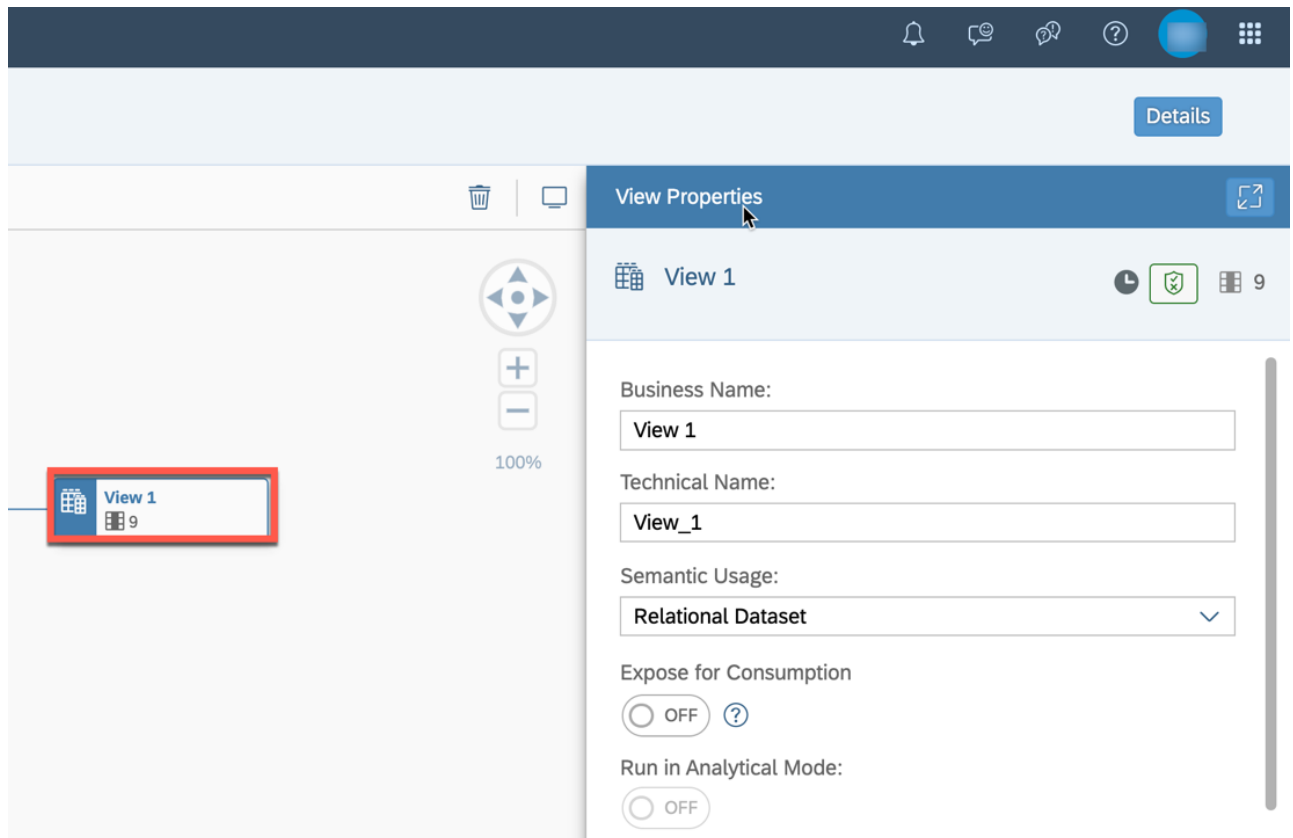 Details
View Properties
View 1
9
Business Name:
View 1
100%
Technical Name:
View 1
9
View_1
Semantic Usage:
Relational Dataset
Expose for Consumption
OFF
Run in Analytical Mode:
OFF